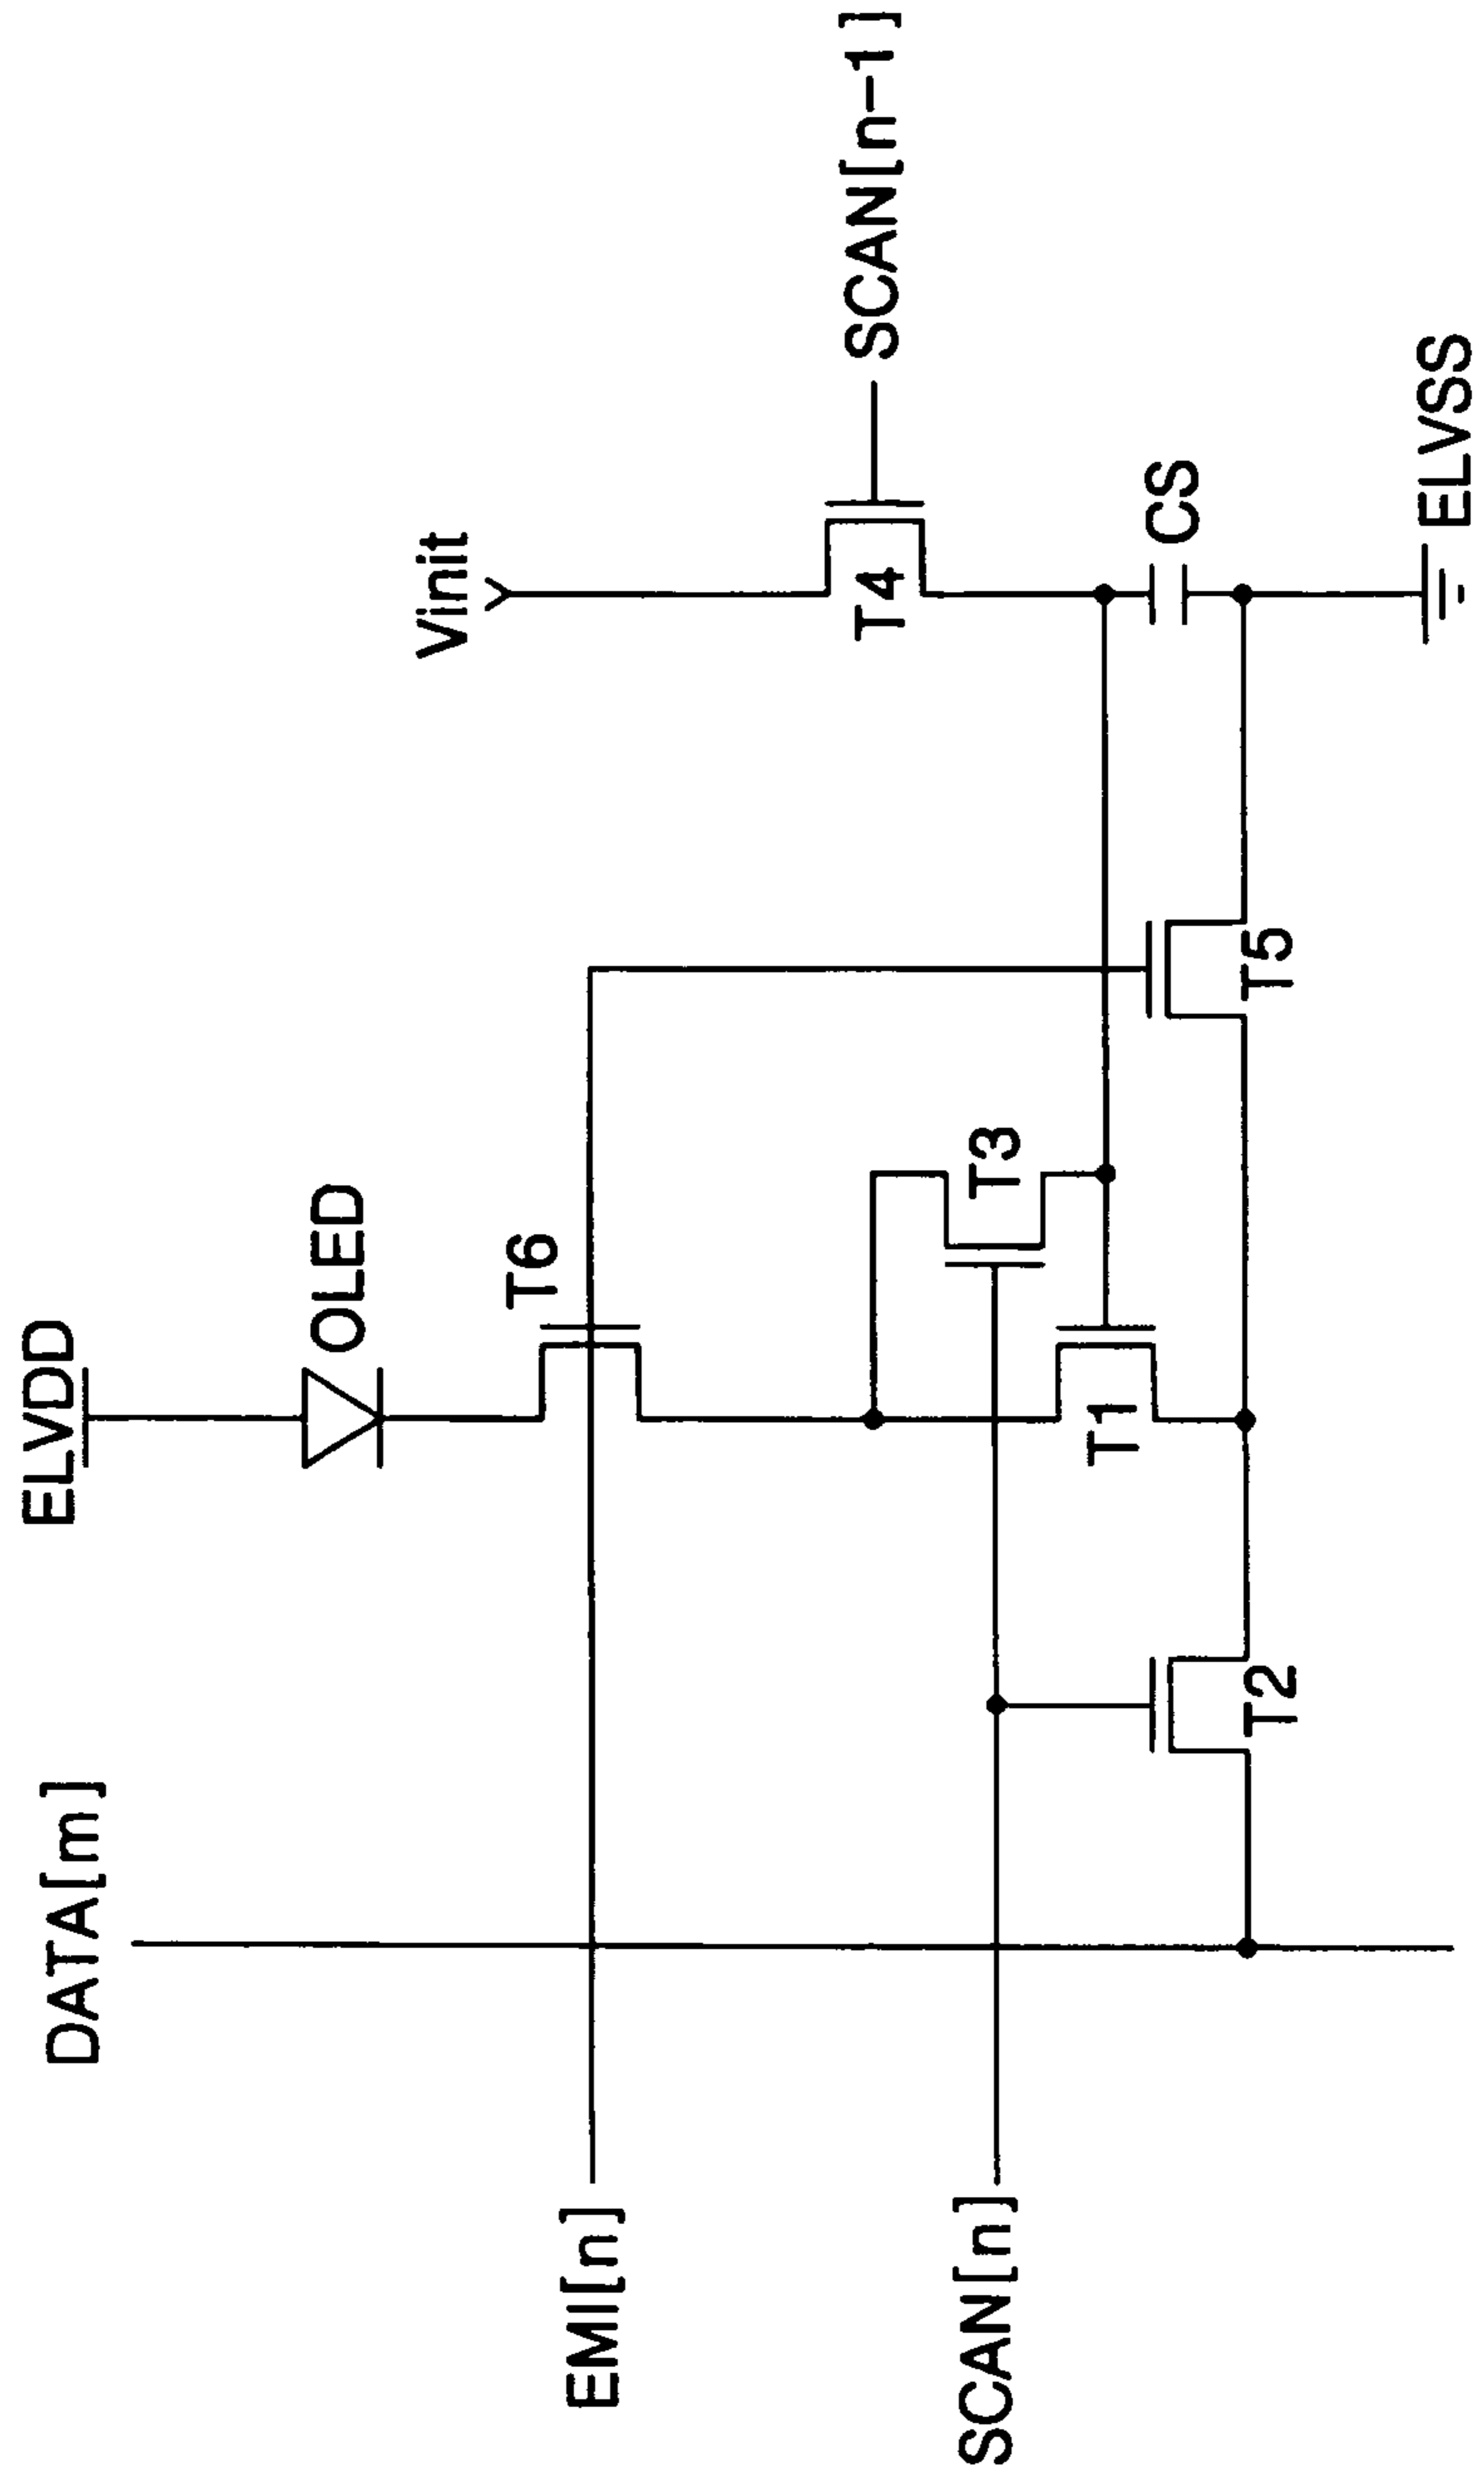 DATA[m]
ELVDD
OLED
Vinit
EMI[n]
T6
T4
SCAN[n-1]
SCAN[n]
T3
T1
CS
T2
T5
ELVSS